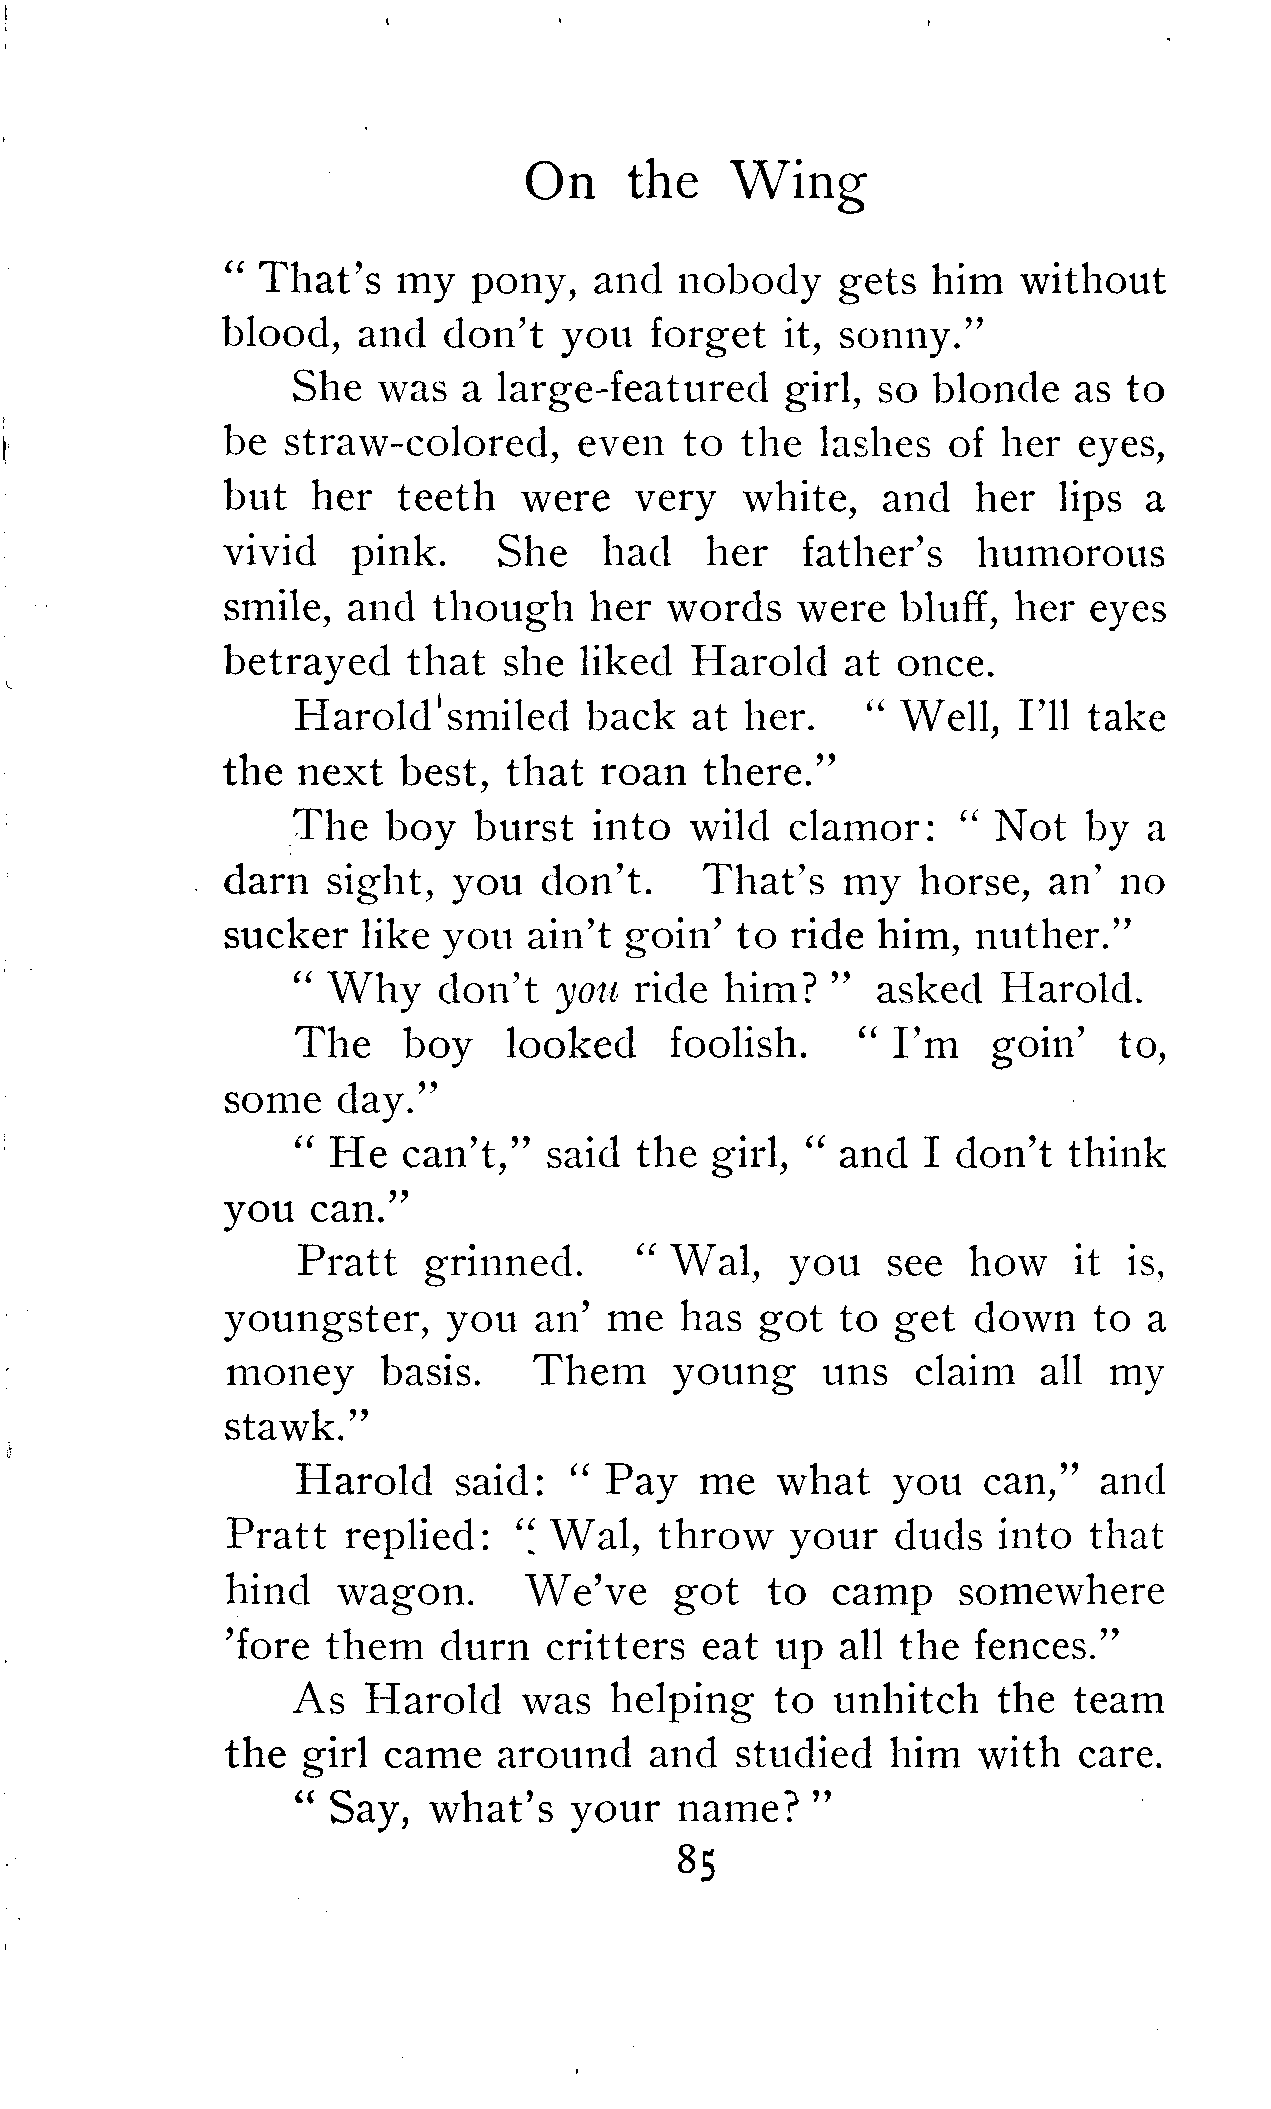 On the Wing
“ That’s my pony, and nobody gets him without
blood, and don’t you forget it, sonny.”
She was a large-featured girl, so blonde as to
be straw-colored, even to the lashes of her eyes,
but her teeth were very white, and her lips a
vivid pink. She had her father’s humorous
smile, and though her words were bluff, her eyes
betrayed that she liked Harold at once.
Harold smiled back at her. “ Well, I’ll take
the next best, that roan there.”
The boy burst into wild clamor: “ Not by a
darn sight, you don’t. That’s my horse, an’ no
sucker like you ain’t goin’ to ride him, nuther.”
“ Why don’t you ride him? ” asked Harold.
The boy looked foolish. “ I’m goin’ to,
some day.”
“ He can’t,” said the girl, “ and I don’t think
you can.”
Pratt grinned. “ Wal, you see how it is,
youngster, you an’ me has got to get down to a
money basis. Them young uns claim all my
stawk.”
Harold said: “ Pay me what you can,” and
Pratt replied: “ Wal, throw your duds into that
hind wagon. We’ve got to camp somewhere
’fore them durn critters eat up all the fences.”
As Harold was helping to unhitch the team
the girl came around and studied him with care.
“ Say, what’s your name? ”
85